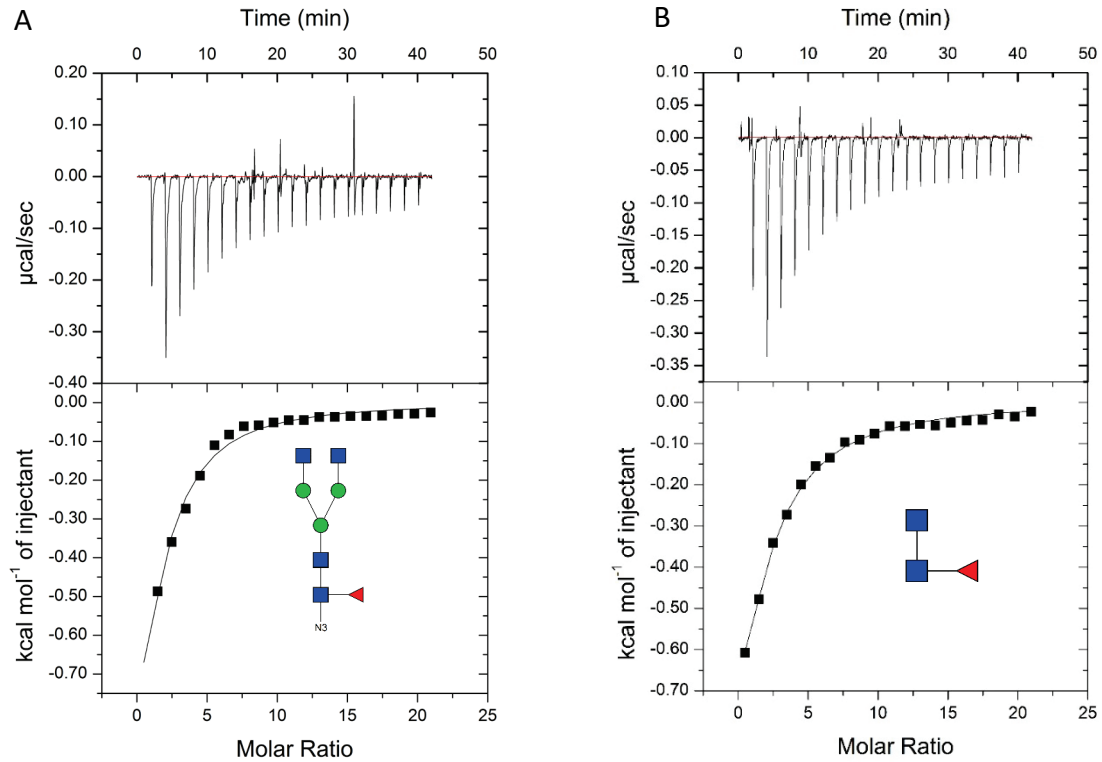 A
Time (min)
0 10 20 30 40 50
0.20
0.10
0.00
-0.10
-0.20
-0.30
-0.40
µcal/sec
0.00
-0.10
-0.20
-0.30
-0.40
-0.50
-0.60
-0.70
kcal mol-1 of injectant
N3
0 5 10 15 20 25
Molar Ratio
B
Time (min)
0 10 20 30 40 50
0.10
0.05
0.00
-0.05
-0.10
-0.15
-0.20
-0.25
-0.30
-0.35
µcal/sec
0.00
-0.10
-0.20
-0.30
-0.40
-0.50
-0.60
-0.70
kcal mol-1 of injectant
0 5 10 15 20 25
Molar Ratio